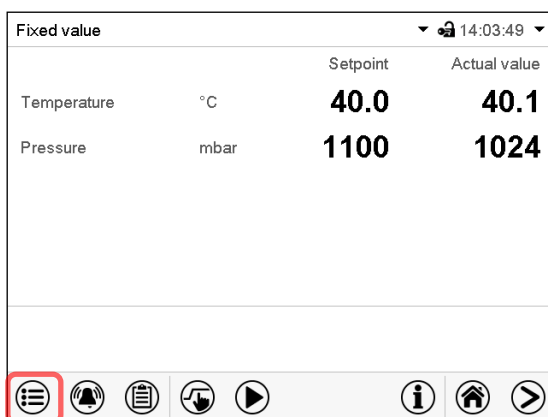 Fixed value 14:03:49
Setpoint Actual value
Temperature °C 40.0 40.1
Pressure mbar 1100 1024